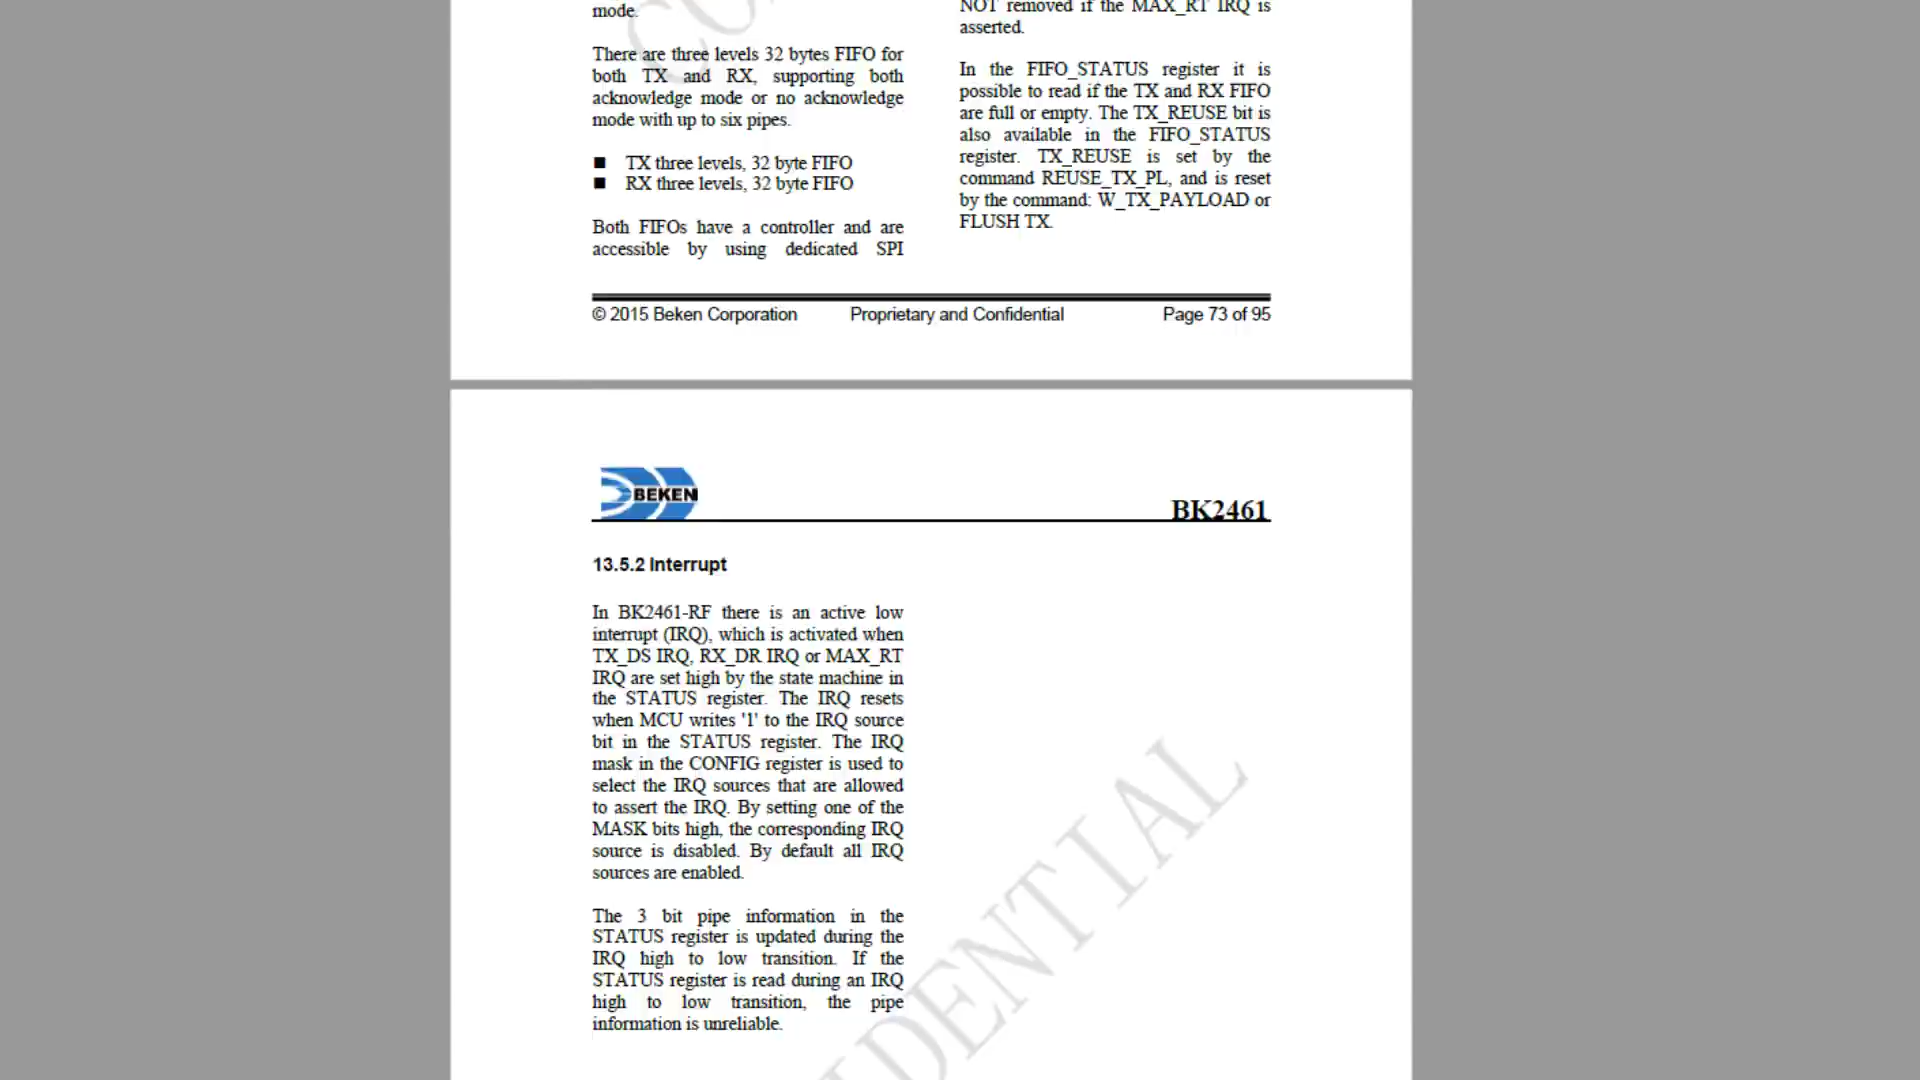 mode.
There are three levels 32 bytes FIFO for
both TX and RX, supporting both
acknowledge mode or no acknowledge
mode with up to six pipes.
■ TX three levels, 32 byte FIFO
■ RX three levels, 32 byte FIFO
Both FIFOs have a controller and are
accessible by using dedicated SPI
NOT removed if the MAX_RT IRQ is
asserted.
In the FIFO_STATUS register it is
possible to read if the TX and RX FIFO
are full or empty. The TX_REUSE bit is
also available in the FIFO_STATUS
register. TX_REUSE is set by the
command REUSE_TX_PL, and is reset
by the command: W_TX_PAYLOAD or
FLUSH TX.
© 2015 Beken Corporation Proprietary and Confidential Page 73 of 95
BEKEN
BK2461
13.5.2 Interrupt
In BK2461-RF there is an active low
interrupt (IRQ), which is activated when
TX_DS IRQ, RX_DR IRQ or MAX_RT
IRQ are set high by the state machine in
the STATUS register. The IRQ resets
when MCU writes '1' to the IRQ source
bit in the STATUS register. The IRQ
mask in the CONFIG register is used to
select the IRQ sources that are allowed
to assert the IRQ. By setting one of the
MASK bits high, the corresponding IRQ
source is disabled. By default all IRQ
sources are enabled.
The 3 bit pipe information in the
STATUS register is updated during the
IRQ high to low transition. If the
STATUS register is read during an IRQ
high to low transition, the pipe
information is unreliable.
IDENTIAL